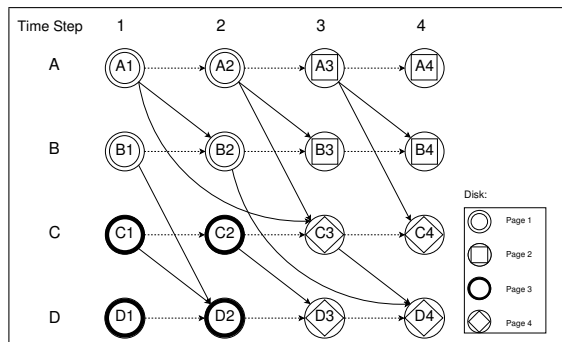 Time Step 1 2 3 4
A A1 A2 A3 A4
B B1 B2 B3 B4
C C1 C2 C3 C4
D D1 D2 D3 D4
Disk:
Page 1
Page 2
Page 3
Page 4